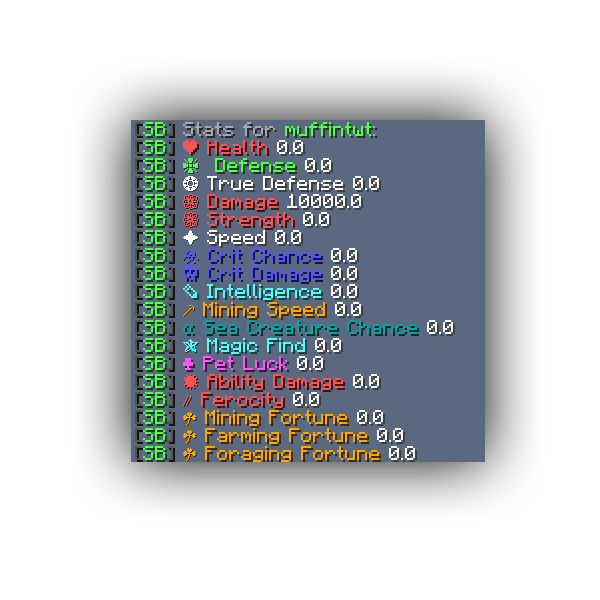 [SB] Stats for muffintwt:
[SB] ❤ Health 0.0
[SB] ❈ Defense 0.0
[SB] ❂ True Defense 0.0
[SB] ❁ Damage 10000.0
[SB] ❁ Strength 0.0
[SB] ✦ Speed 0.0
[SB] ☣ Crit Chance 0.0
[SB] ☠ Crit Damage 0.0
[SB] ✎ Intelligence 0.0
[SB] ⸕ Mining Speed 0.0
[SB] α Sea Creature Chance 0.0
[SB] ✯ Magic Find 0.0
[SB] ♣ Pet Luck 0.0
[SB] ✹ Ability Damage 0.0
[SB] ⫽ Ferocity 0.0
[SB] ☘ Mining Fortune 0.0
[SB] ☘ Farming Fortune 0.0
[SB] ☘ Foraging Fortune 0.0